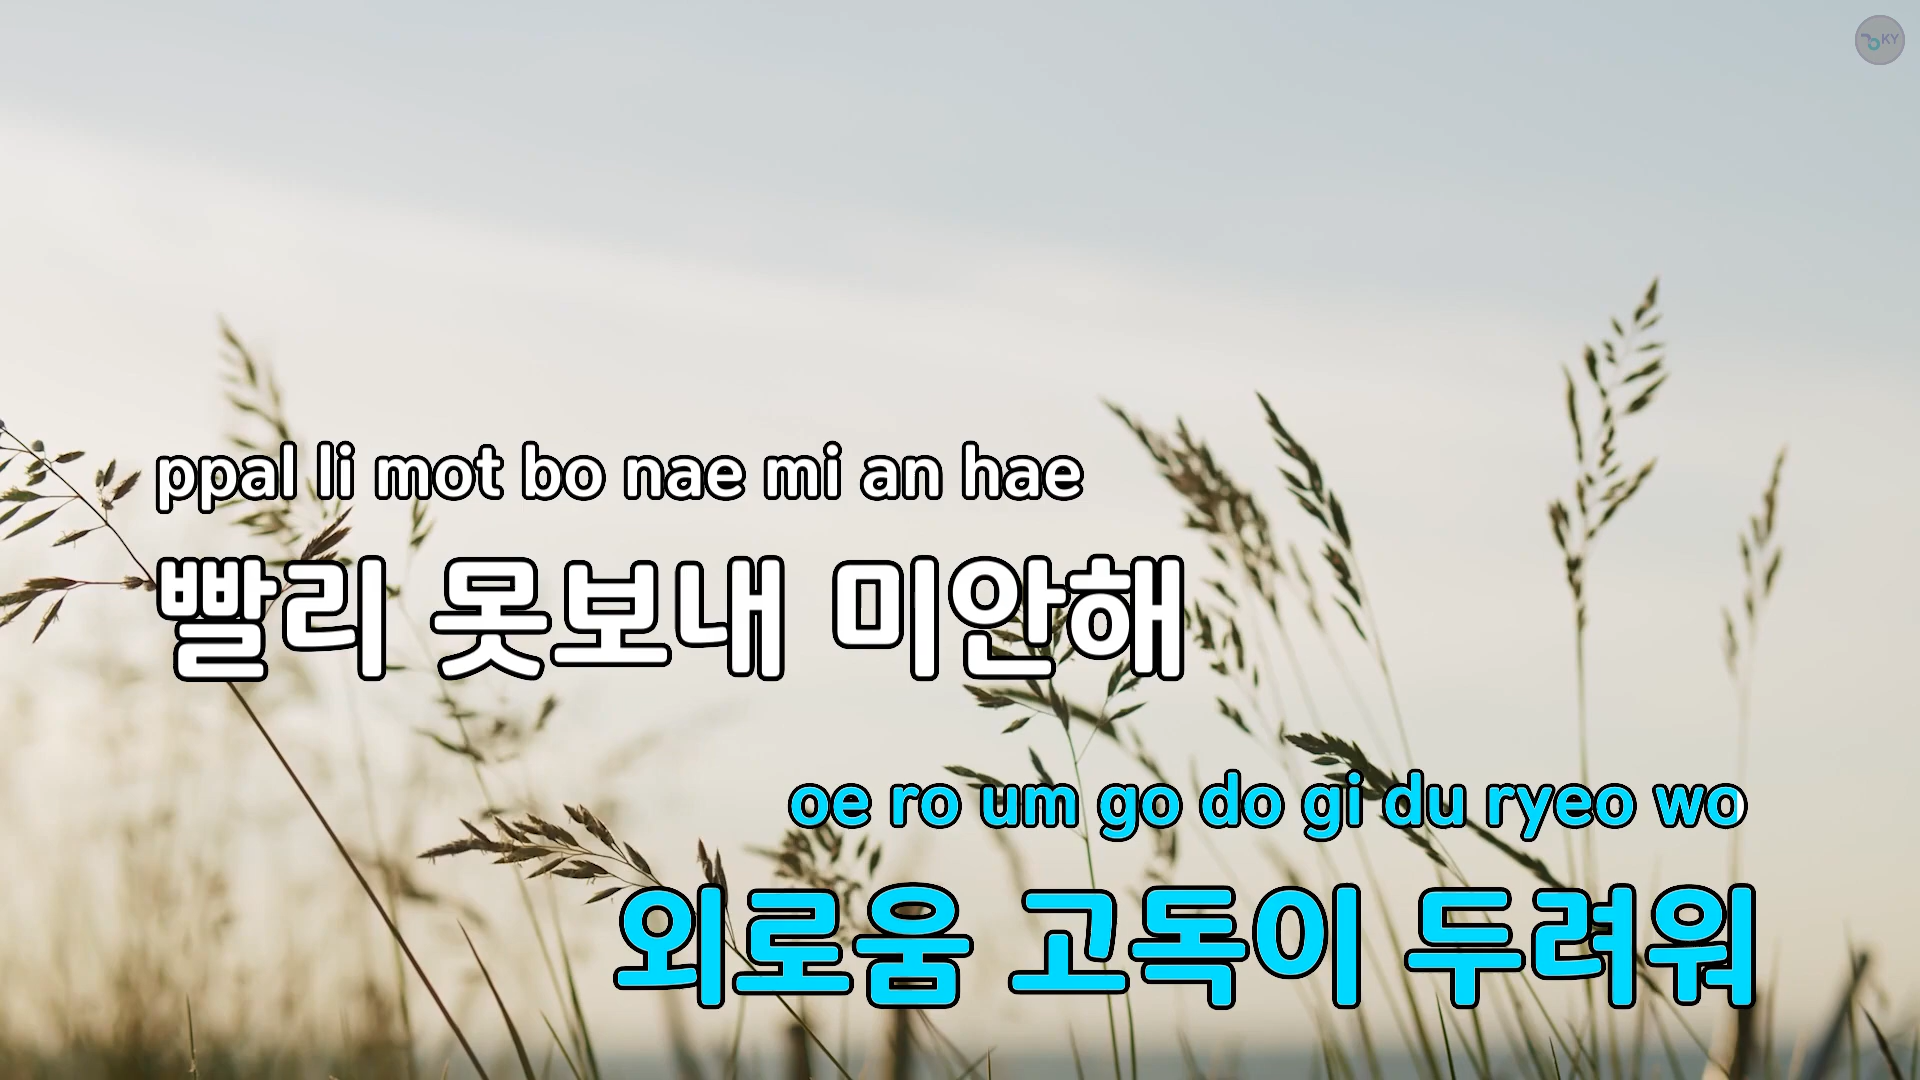 KY
ppal li mot bo nae mi an hae
빨리 못보내 미안해
oe ro um go do gi du ryeo wo
외로움 고독이 두려워